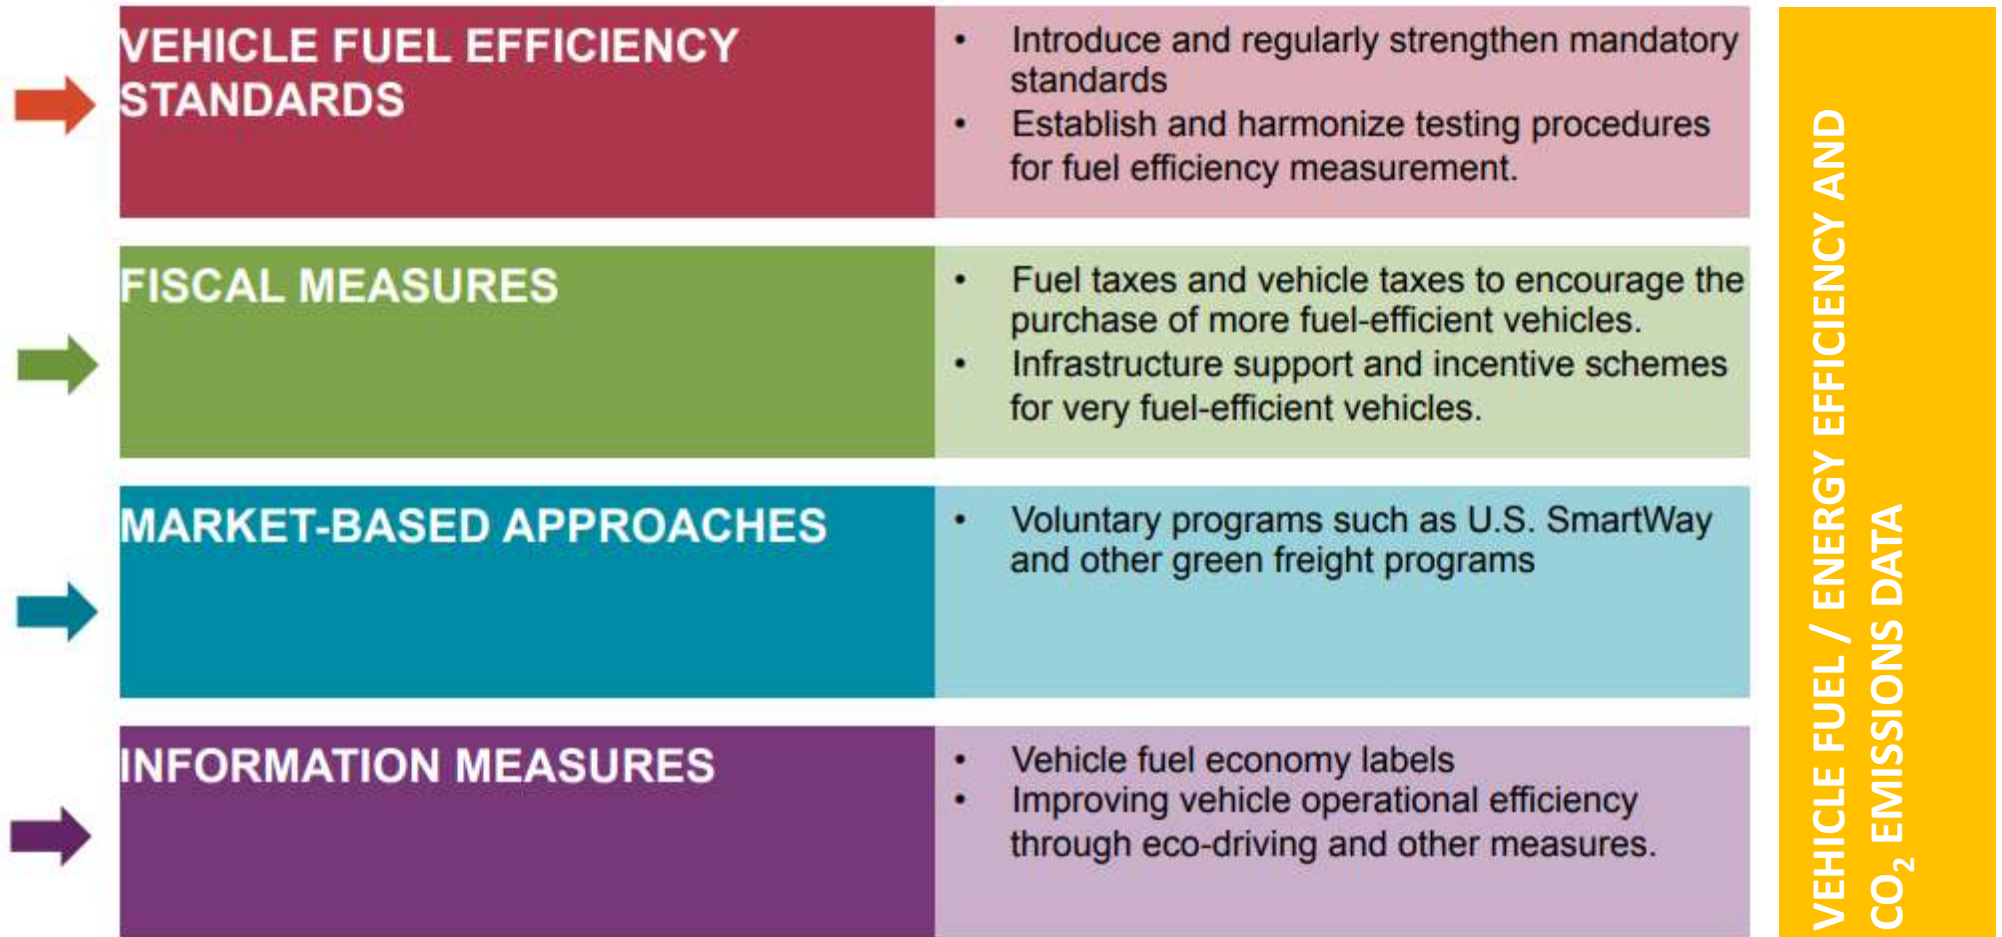 VEHICLE FUEL EFFICIENCY
STANDARDS
• Introduce and regularly strengthen mandatory
standards
• Establish and harmonize testing procedures
for fuel efficiency measurement.
FISCAL MEASURES
• Fuel taxes and vehicle taxes to encourage the
purchase of more fuel-efficient vehicles.
• Infrastructure support and incentive schemes
for very fuel-efficient vehicles.
MARKET-BASED APPROACHES
• Voluntary programs such as U.S. SmartWay
and other green freight programs
INFORMATION MEASURES
• Vehicle fuel economy labels
• Improving vehicle operational efficiency
through eco-driving and other measures.
VEHICLE FUEL / ENERGY EFFICIENCY AND
CO₂ EMISSIONS DATA